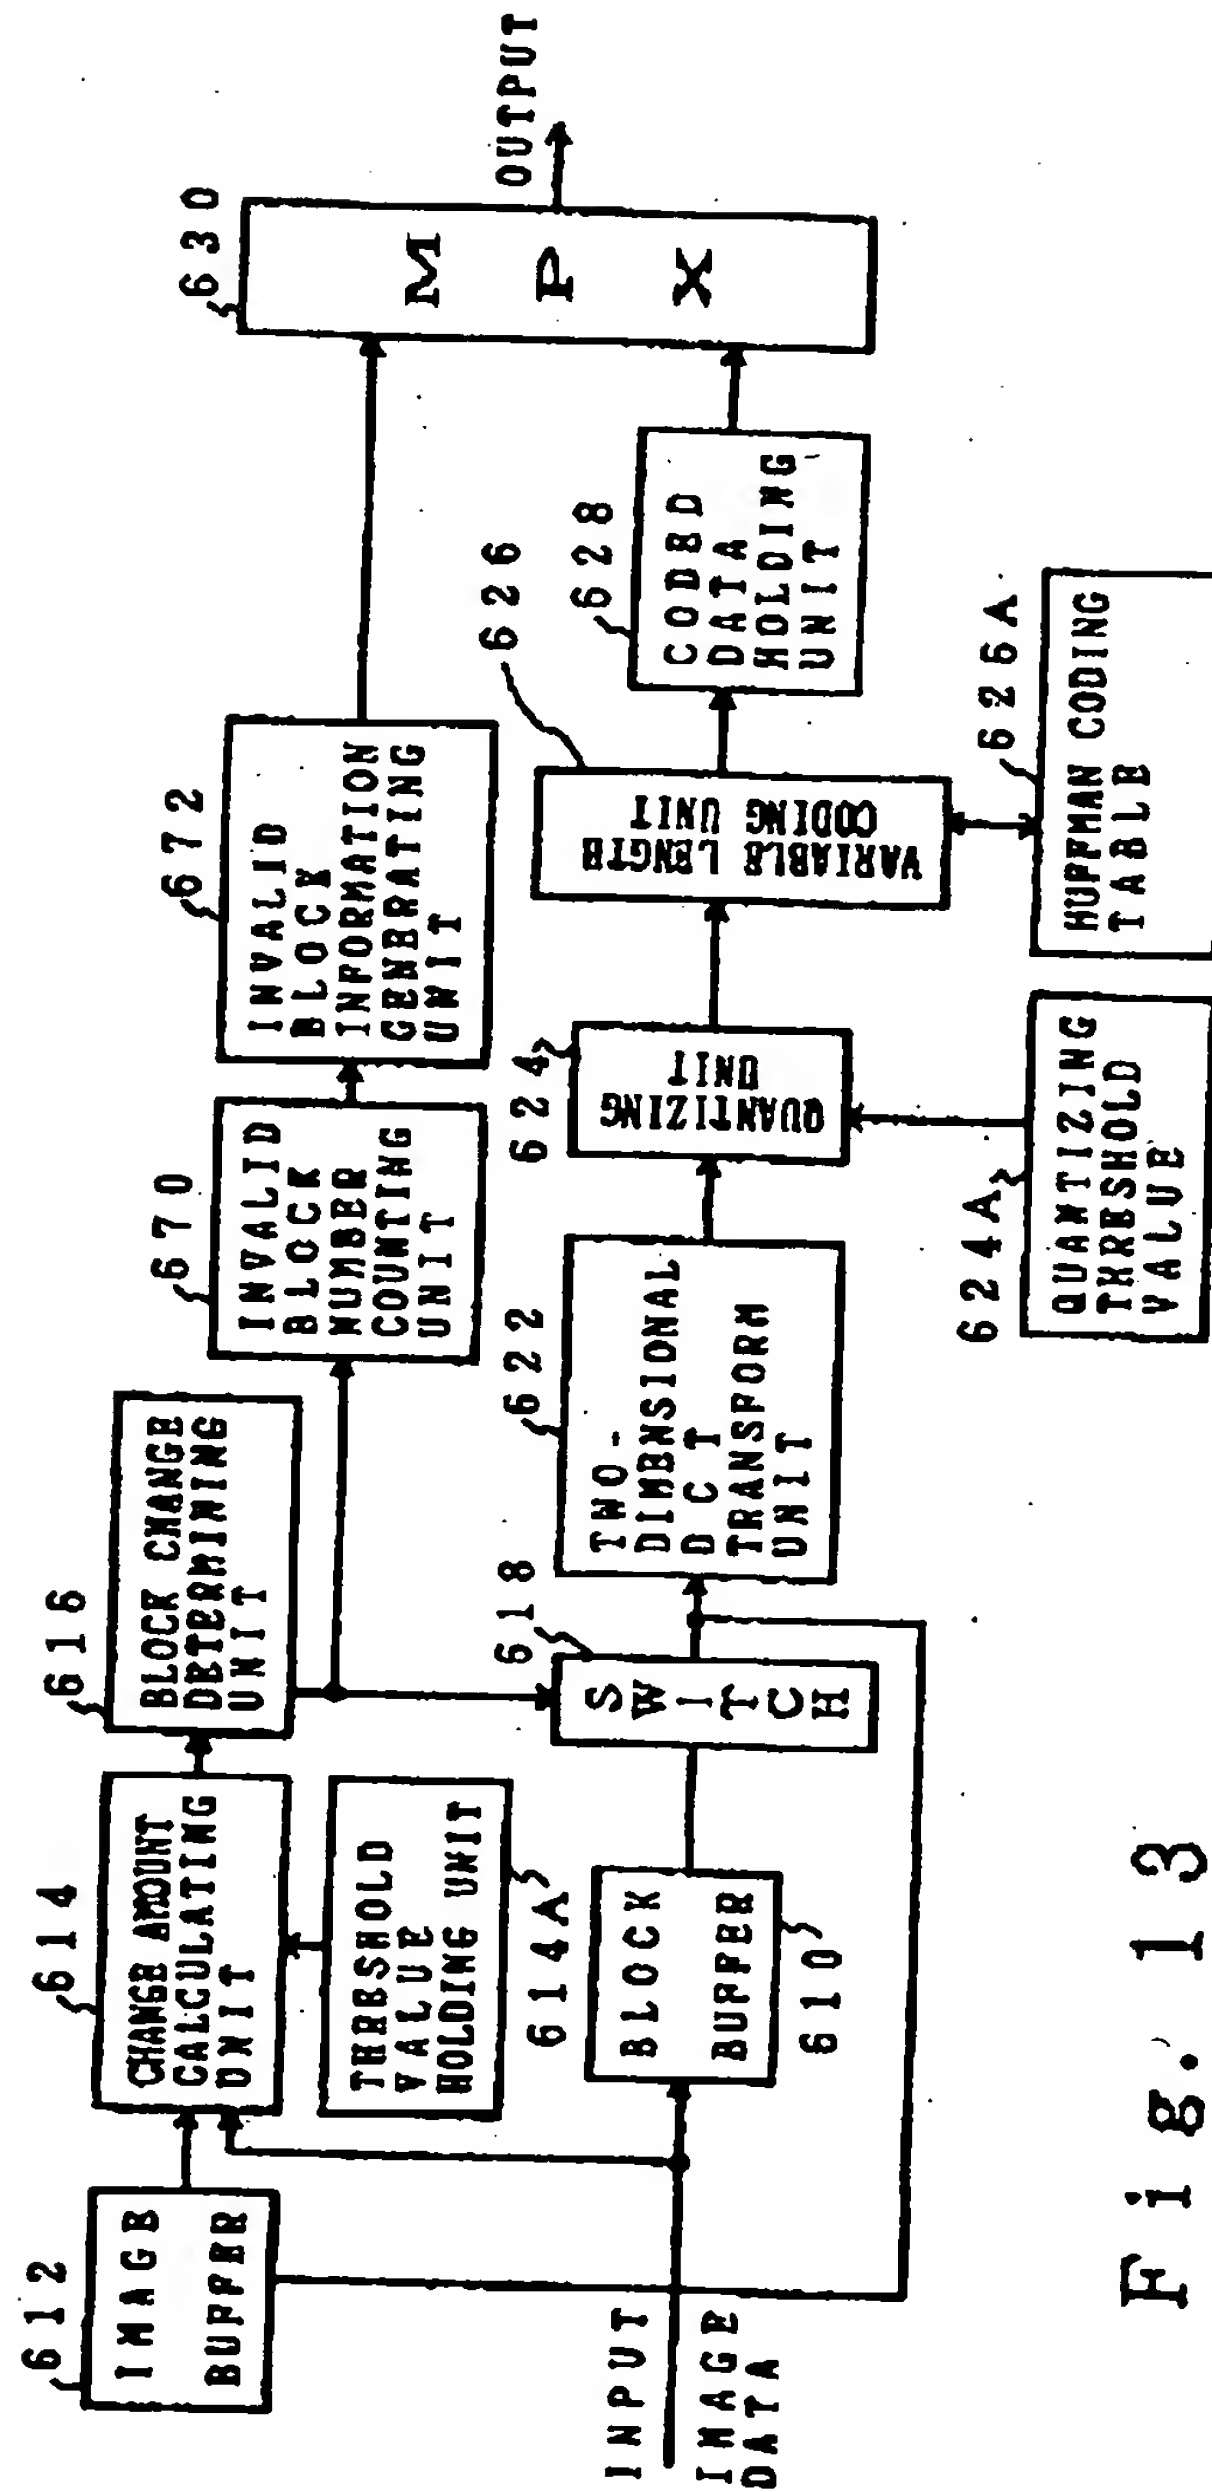 612
IMAGE
BUFFER
614
CHANGE AMOUNT
CALCULATING
UNIT
616
BLOCK CHANGE
DETERMINING
UNIT
670
INVALID
BLOCK
NUMBER
COUNTING
UNIT
672
INVALID
BLOCK
INFORMATION
GENERATING
UNIT
630
MPX
OUTPUT
THRESHOLD
VALUE
HOLDING UNIT
614A
INPUT
IMAGE
DATA
BLOCK
BUFFER
610
618
SWITCH
622
TWO-
DIMENSIONAL
DCT
TRANSFORM
UNIT
624
QUANTIZING
UNIT
626
VARIABLE LENGTH
CODING UNIT
628
CODED
DATA
HOLDING
UNIT
624A
QUANTIZING
THRESHOLD
VALUE
626A
HUFFMAN CODING
TABLE
Fig. 13